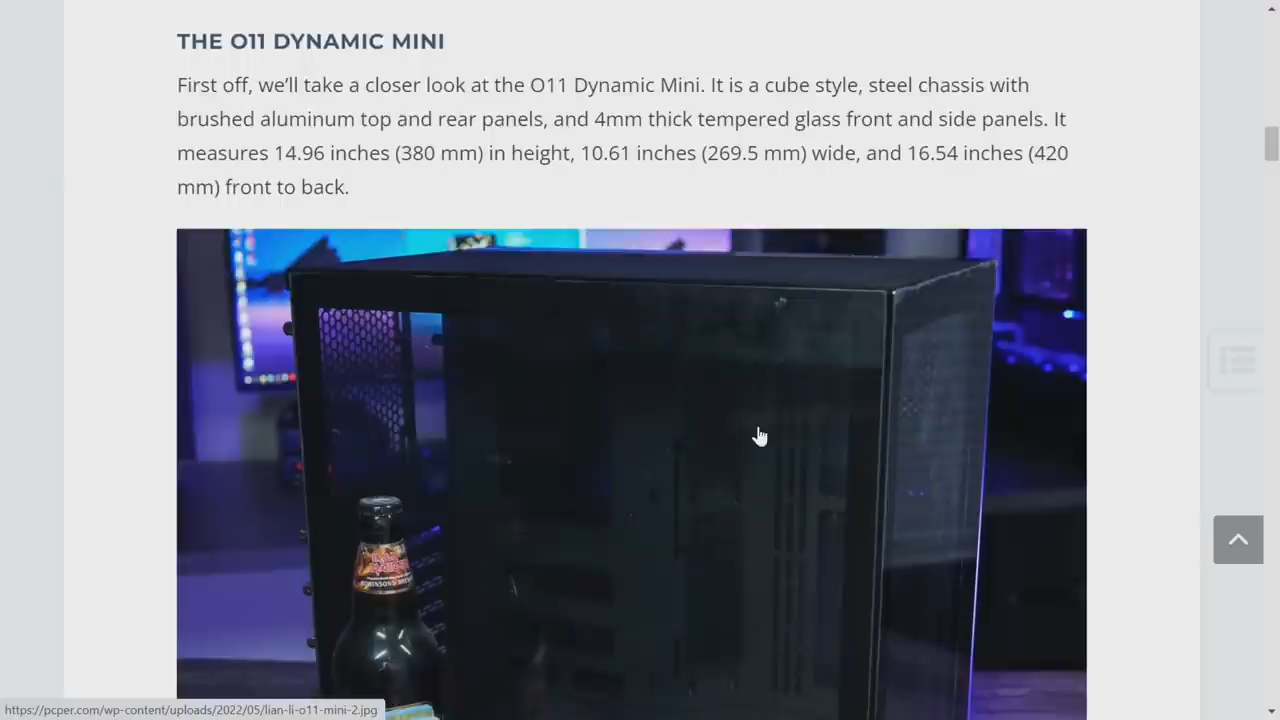 THE O11 DYNAMIC MINI
First off, we’ll take a closer look at the O11 Dynamic Mini. It is a cube style, steel chassis with
brushed aluminum top and rear panels, and 4mm thick tempered glass front and side panels. It
measures 14.96 inches (380 mm) in height, 10.61 inches (269.5 mm) wide, and 16.54 inches (420
mm) front to back.
IRON
MAIDEN
ROBINSONS
https://pcper.com/wp-content/uploads/2022/05/lian-li-o11-mini-2.jpg